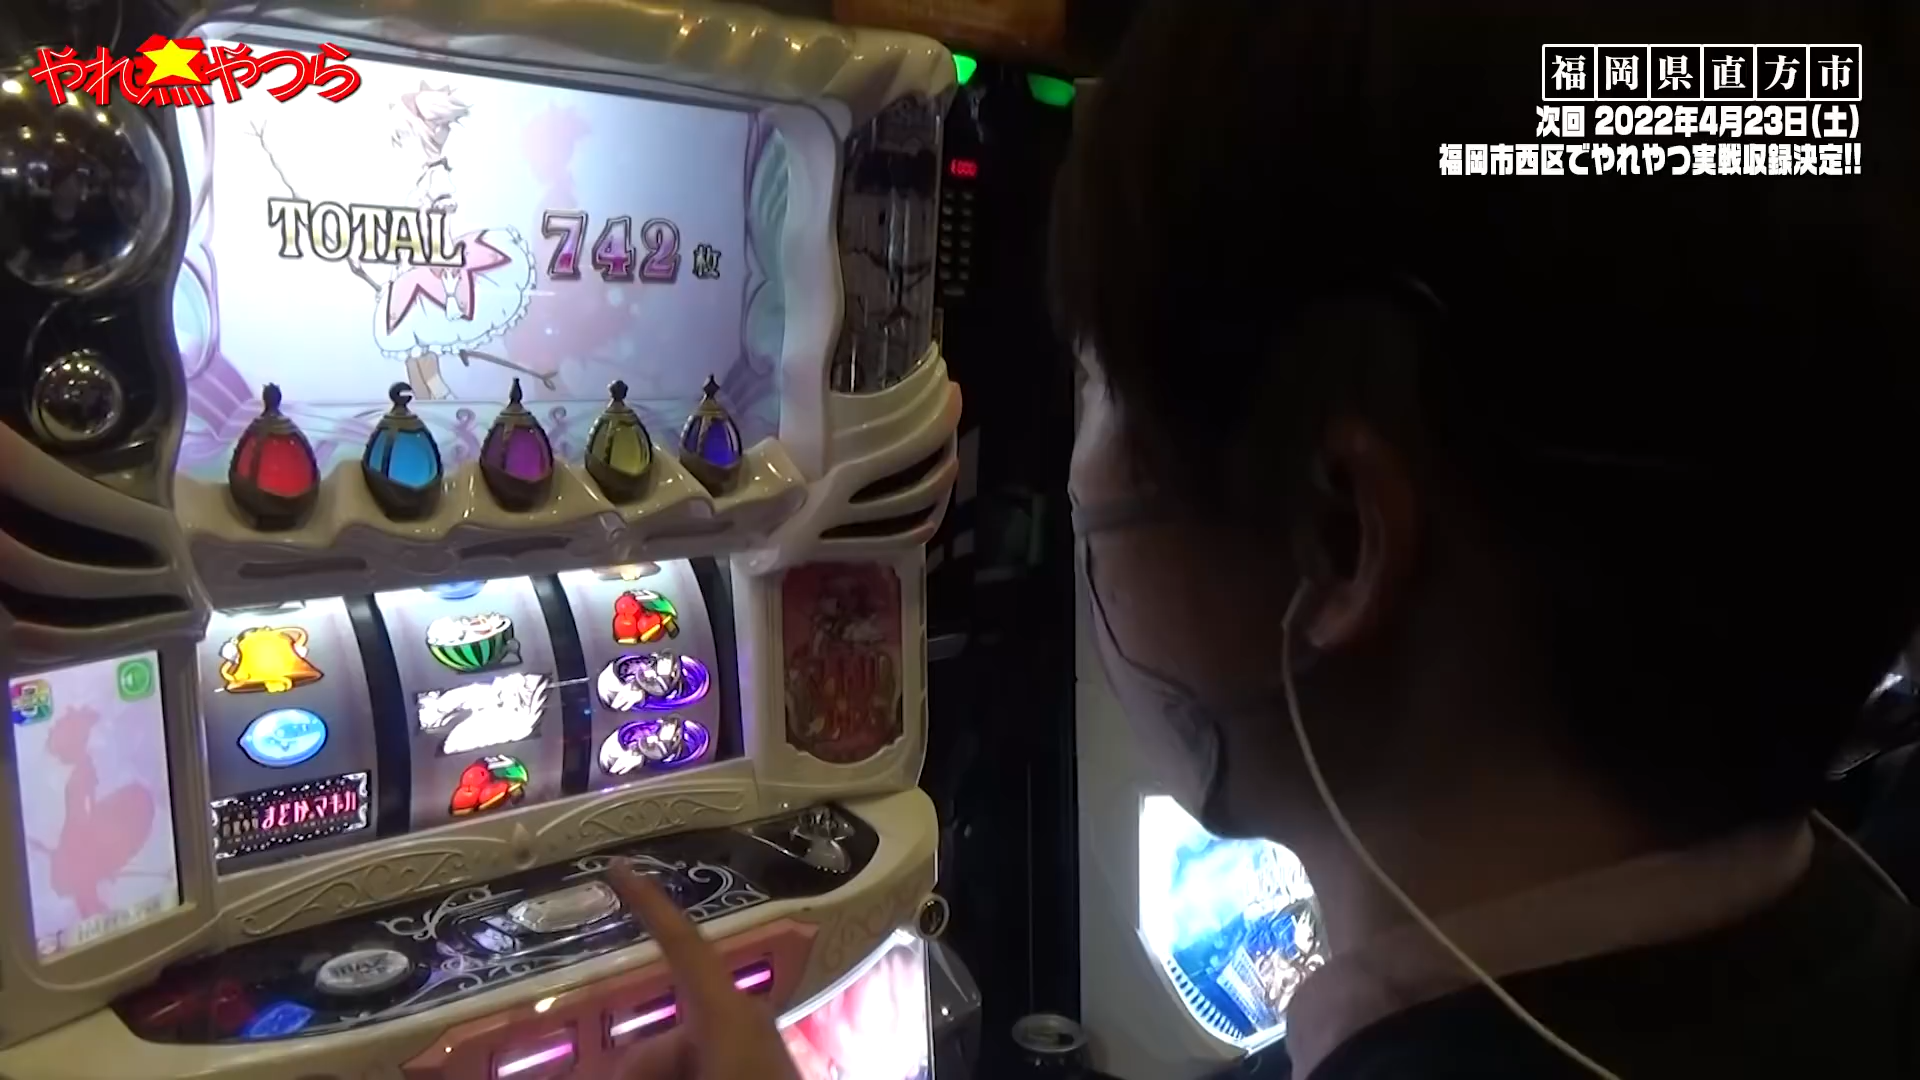 やれ点やつら
福岡県直方市
次回 2022年4月23日(土)
福岡市西区でやれやつ実戦収録決定!!
TOTAL 742枚
まどか☆マギカ
MAX